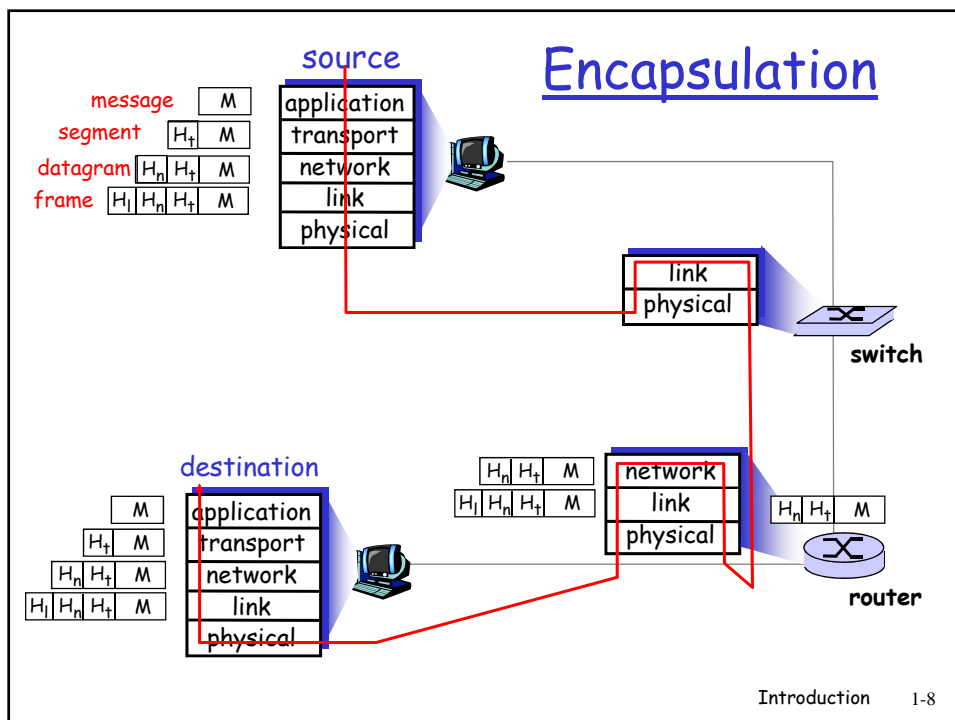 Encapsulation
source
message M
segment Hₜ M
datagram Hₙ Hₜ M
frame Hₗ Hₙ Hₜ M
application
transport
network
link
physical
link
physical
switch
destination
M
Hₜ M
Hₙ Hₜ M
Hₗ Hₙ Hₜ M
application
transport
network
link
physical
Hₙ Hₜ M
Hₗ Hₙ Hₜ M
network
link
physical
Hₙ Hₜ M
router
Introduction 1-8